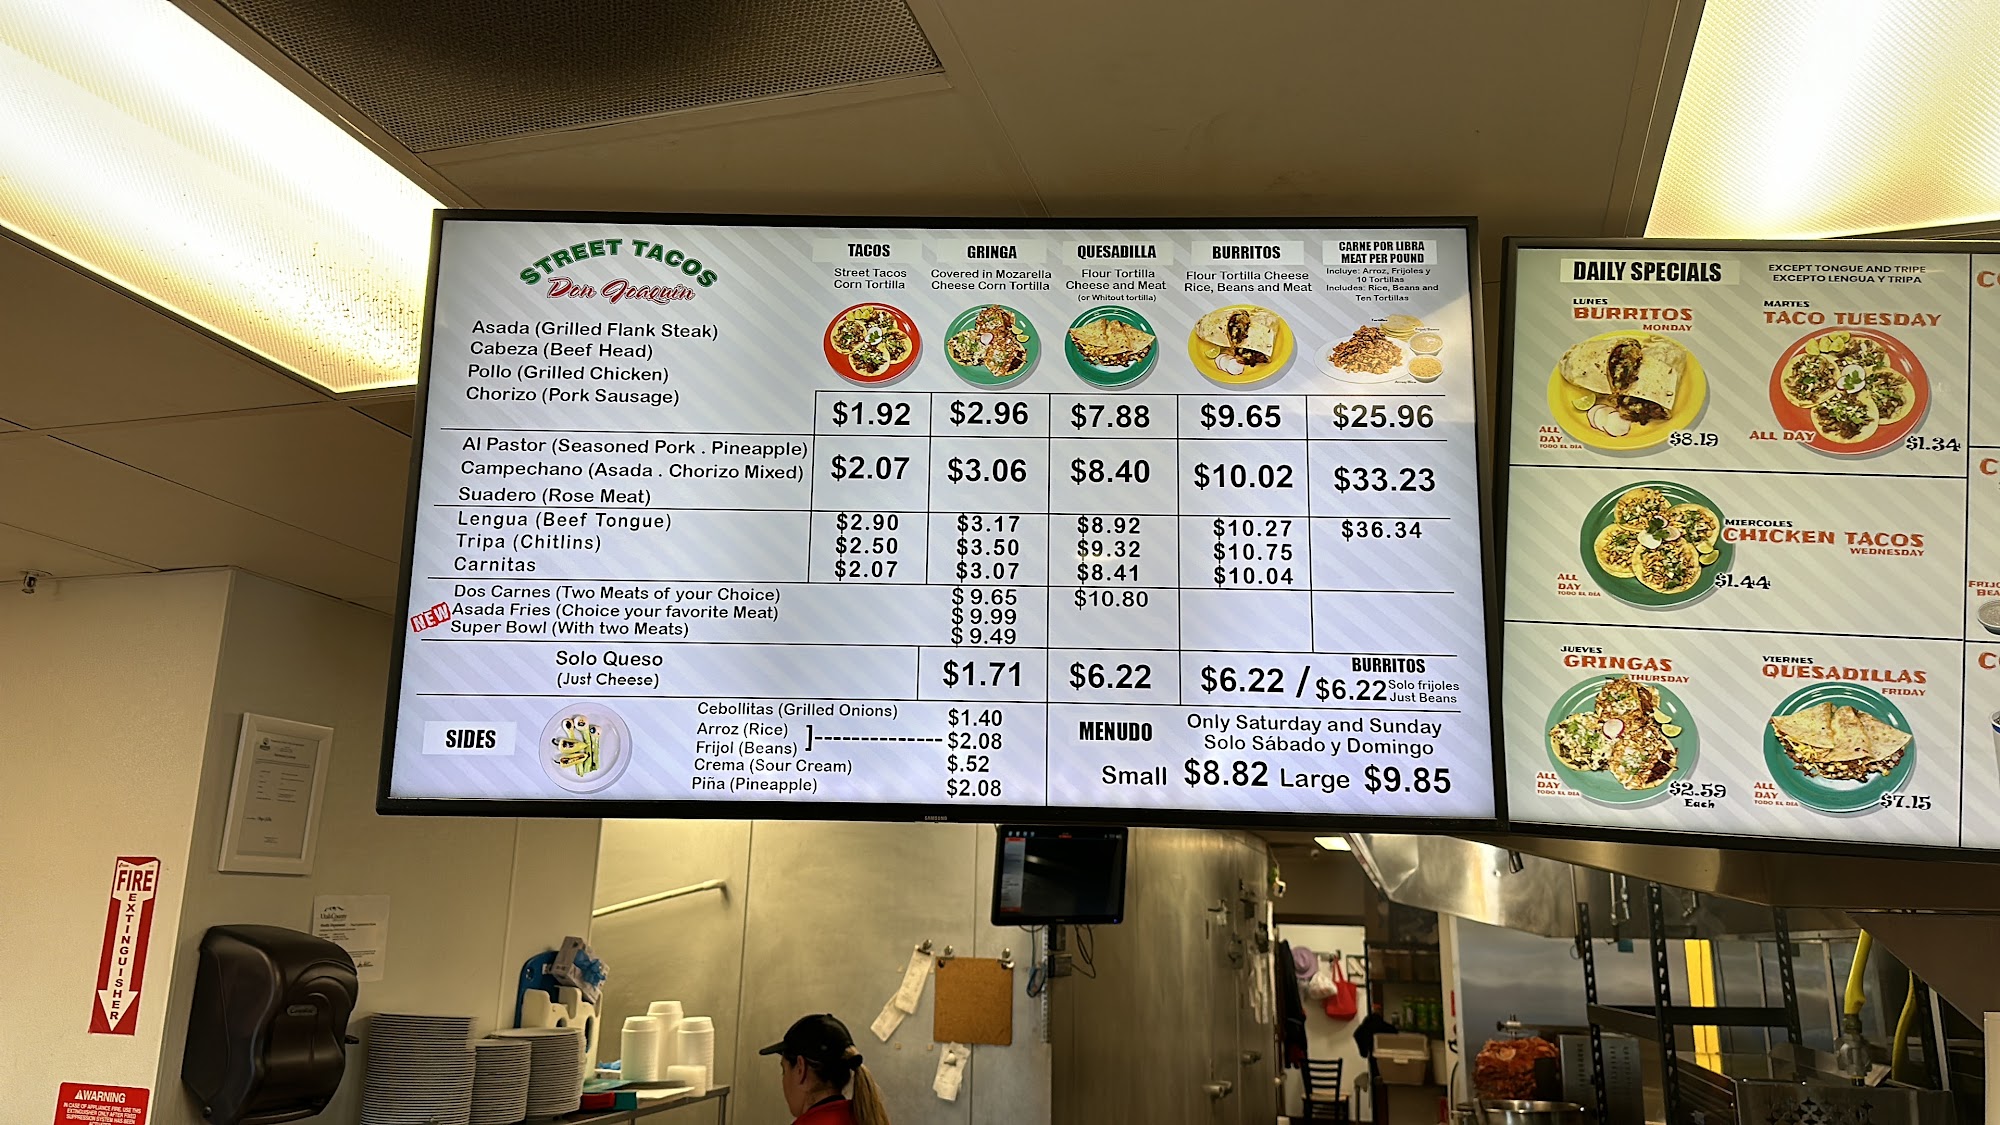 STREET TACOS
Don Joaquin
TACOS
Street Tacos
Corn Tortilla
GRINGA
Covered in Mozarella
Cheese Corn Tortilla
QUESADILLA
Flour Tortilla
Cheese and Meat
(or Whitout tortilla)
BURRITOS
Flour Tortilla Cheese
Rice, Beans and Meat
CARNE POR LIBRA
MEAT PER POUND
Incluye: Arroz, Frijoles y
10 Tortillas
Includes: Rice, Beans and
Ten Tortillas
Asada (Grilled Flank Steak)
Cabeza (Beef Head)
Pollo (Grilled Chicken)
Chorizo (Pork Sausage)
$1.92 $2.96 $7.88 $9.65 $25.96
Al Pastor (Seasoned Pork . Pineapple)
Campechano (Asada . Chorizo Mixed)
Suadero (Rose Meat)
$2.07 $3.06 $8.40 $10.02 $33.23
Lengua (Beef Tongue) $2.90 $3.17 $8.92 $10.27 $36.34
Tripa (Chitlins) $2.50 $3.50 $9.32 $10.75
Carnitas $2.07 $3.07 $8.41 $10.04
Dos Carnes (Two Meats of your Choice) $9.65 $10.80
NEW Asada Fries (Choice your favorite Meat) $9.99
Super Bowl (With two Meats) $9.49
Solo Queso
(Just Cheese)
$1.71 $6.22 $6.22 / $6.22
BURRITOS
Solo frijoles
Just Beans
SIDES
Cebollitas (Grilled Onions) $1.40
Arroz (Rice)
Frijol (Beans)
]-------------- $2.08
Crema (Sour Cream) $.52
Piña (Pineapple) $2.08
MENUDO
Only Saturday and Sunday
Solo Sábado y Domingo
Small $8.82 Large $9.85
SAMSUNG
DAILY SPECIALS
EXCEPT TONGUE AND TRIPE
EXCEPTO LENGUA Y TRIPA
LUNES
BURRITOS
MONDAY
ALL
DAY
TODO EL DIA
$8.19
MARTES
TACO TUESDAY
ALL DAY
$1.34
MIERCOLES
CHICKEN TACOS
WEDNESDAY
ALL
DAY
TODO EL DIA
$1.44
JUEVES
GRINGAS
THURSDAY
ALL
DAY
TODO EL DIA
$2.59
Each
VIERNES
QUESADILLAS
FRIDAY
ALL
DAY
TODO EL DIA
$7.15
FIRE
EXTINGUISHER
WARNING